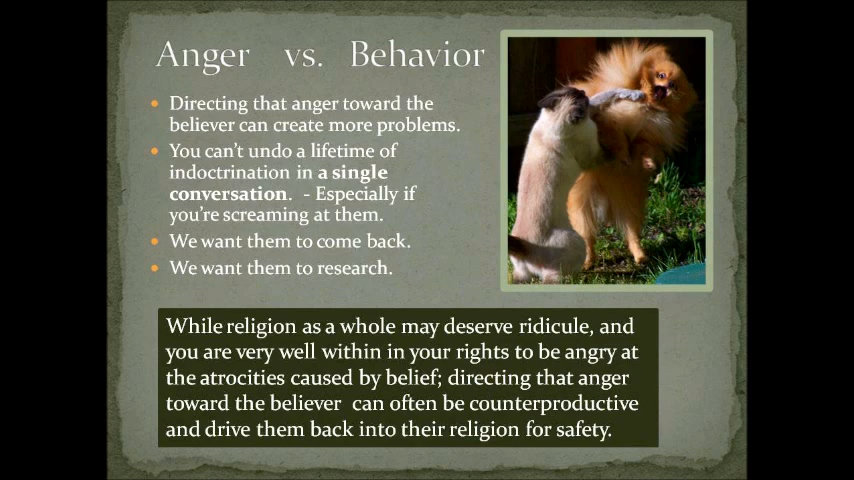 Anger vs. Behavior
Directing that anger toward the
believer can create more problems.
You can't undo a lifetime of
indoctrination in a single
conversation. - Especially if
you're screaming at them.
We want them to come back.
We want them to research.
While religion as a whole may deserve ridicule, and
you are very well within in your rights to be angry at
the atrocities caused by belief; directing that anger
toward the believer can often be counterproductive
and drive them back into their religion for safety.